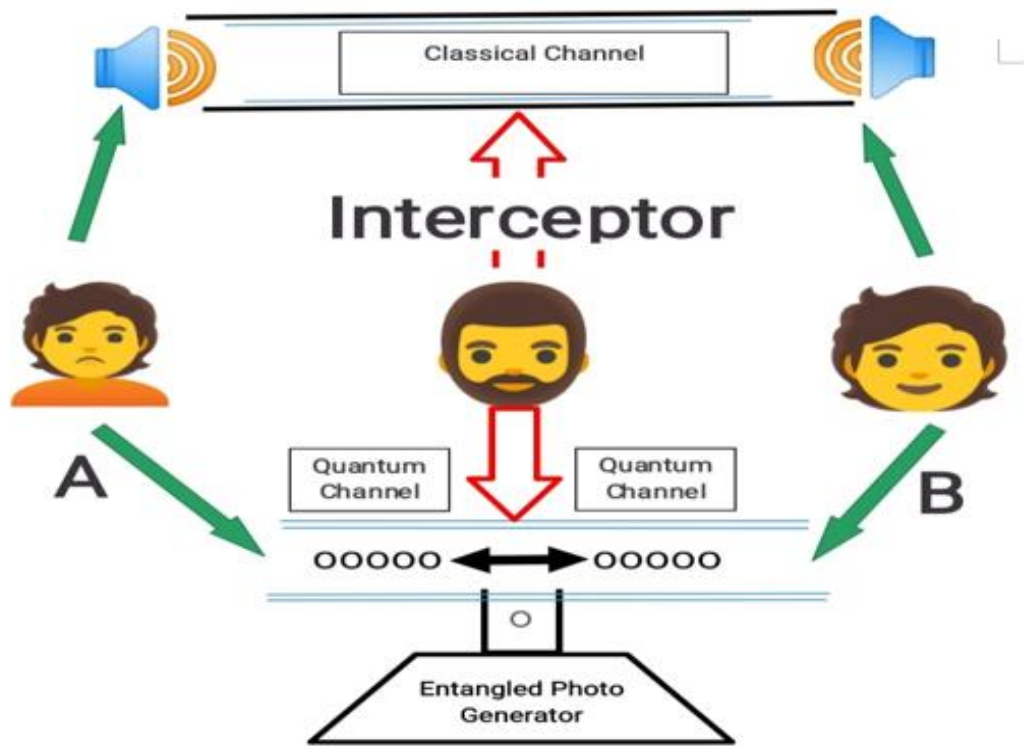 Classical Channel
Interceptor
A
Quantum
Channel
Quantum
Channel
B
OOOOO
OOOOO
O
Entangled Photo
Generator